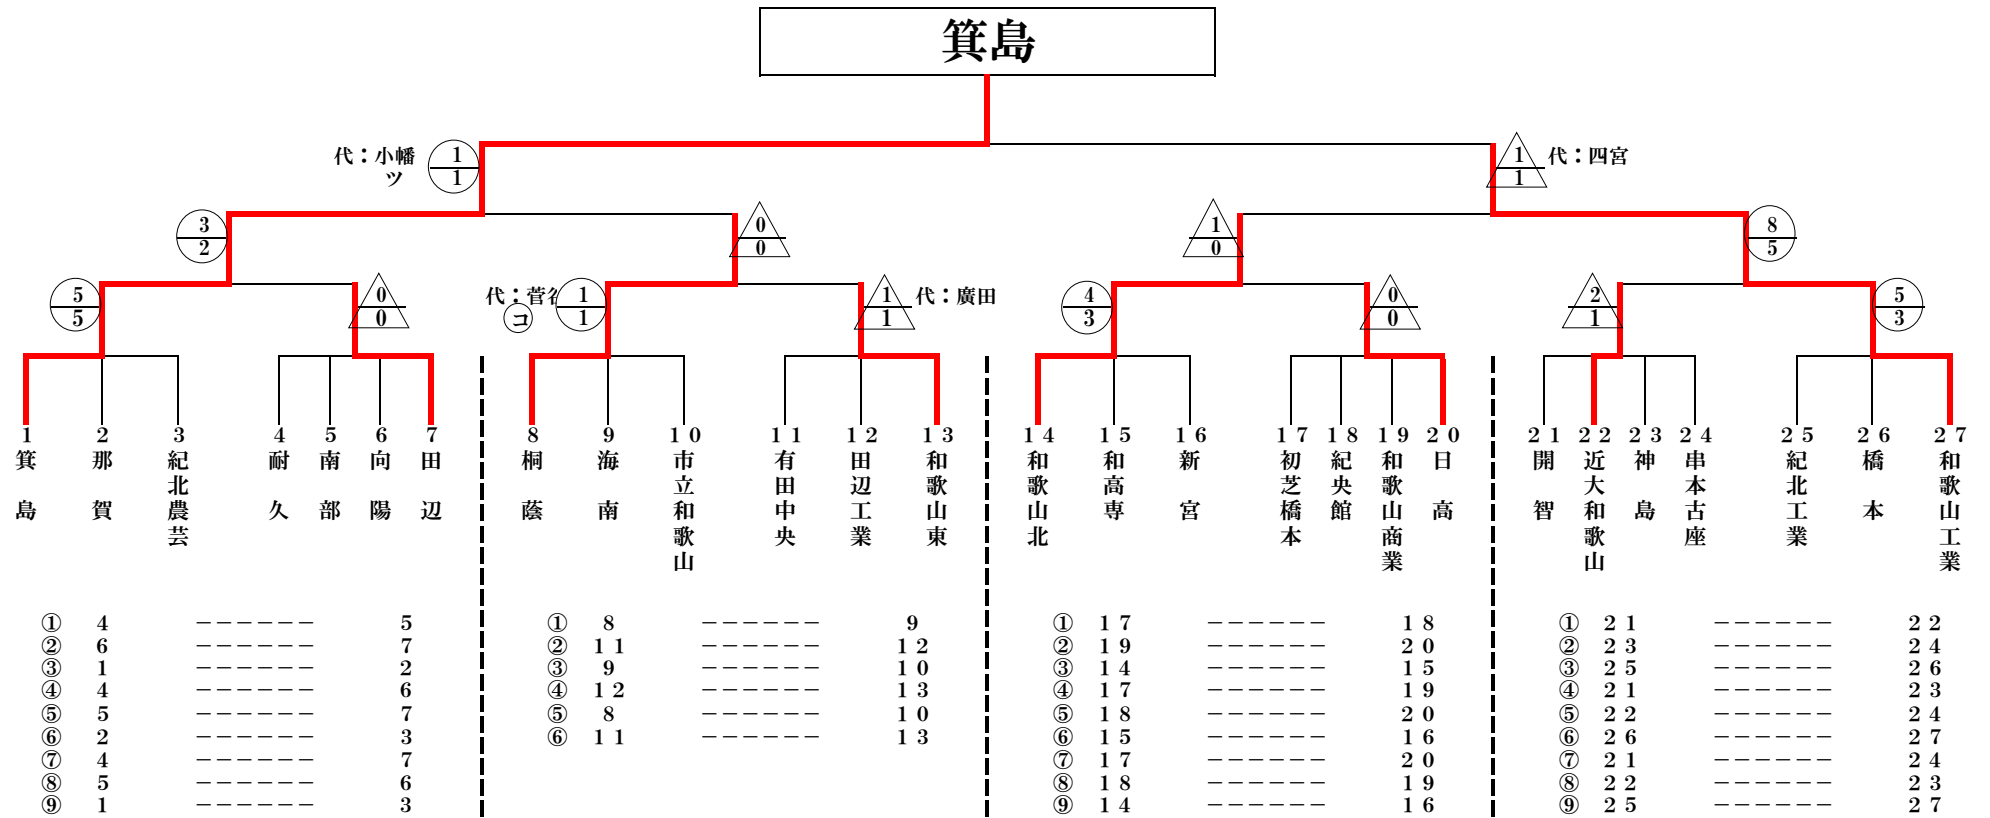 箕島
代：小幡
ツ
1
1
1
1
代：四宮
3
2
0
0
1
0
8
5
5
5
0
0
代：菅谷
コ
1
1
1
1
代：廣田
4
3
0
0
2
1
5
3
1 2 3 4 5 6 7 8 9 10 11 12 13 14 15 16 17 18 19 20 21 22 23 24 25 26 27
箕島
那賀
紀北農芸
耐久
南部
向陽
田辺
桐蔭
海南
市立和歌山
有田中央
田辺工業
和歌山東
和歌山北
和高専
新宮
初芝橋本
紀央館
和歌山商業
日高
開智
近大和歌山
神島
串本古座
紀北工業
橋本
和歌山工業
① 4 －－－－－－ 5
② 6 －－－－－－ 7
③ 1 －－－－－－ 2
④ 4 －－－－－－ 6
⑤ 5 －－－－－－ 7
⑥ 2 －－－－－－ 3
⑦ 4 －－－－－－ 7
⑧ 5 －－－－－－ 6
⑨ 1 －－－－－－ 3
① 8 －－－－－－ 9
② 11 －－－－－－ 12
③ 9 －－－－－－ 10
④ 12 －－－－－－ 13
⑤ 8 －－－－－－ 10
⑥ 11 －－－－－－ 13
① 17 －－－－－－ 18
② 19 －－－－－－ 20
③ 14 －－－－－－ 15
④ 17 －－－－－－ 19
⑤ 18 －－－－－－ 20
⑥ 15 －－－－－－ 16
⑦ 17 －－－－－－ 20
⑧ 18 －－－－－－ 19
⑨ 14 －－－－－－ 16
① 21 －－－－－－ 22
② 23 －－－－－－ 24
③ 25 －－－－－－ 26
④ 21 －－－－－－ 23
⑤ 22 －－－－－－ 24
⑥ 26 －－－－－－ 27
⑦ 21 －－－－－－ 24
⑧ 22 －－－－－－ 23
⑨ 25 －－－－－－ 27